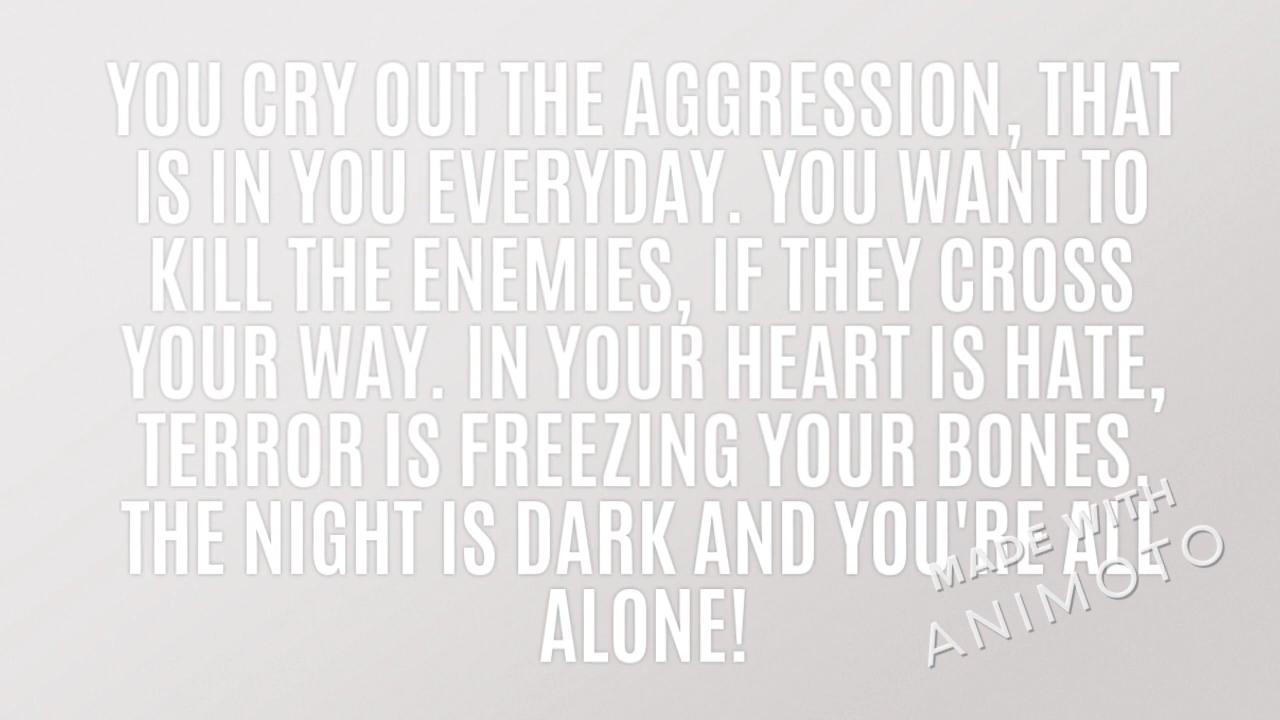 YOU CRY OUT THE AGGRESSION, THAT
IS IN YOU EVERYDAY. YOU WANT TO
KILL THE ENEMIES, IF THEY CROSS
YOUR WAY. IN YOUR HEART IS HATE,
TERROR IS FREEZING YOUR BONES.
THE NIGHT IS DARK AND YOU'RE ALL
ALONE!
MADE WITH
ANIMOTO